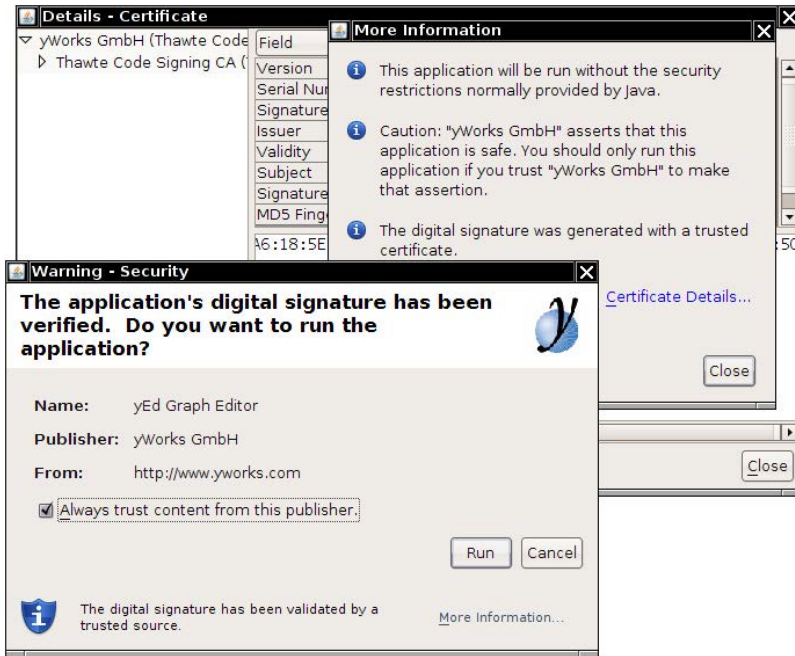 Details - Certificate
yWorks GmbH (Thawte Code
Thawte Code Signing CA (
Field
Version
Serial Num
Signature
Issuer
Validity
Subject
Signature
MD5 Finge
A6:18:5E
:50
Close
More Information
This application will be run without the security
restrictions normally provided by Java.
Caution: "yWorks GmbH" asserts that this
application is safe. You should only run this
application if you trust "yWorks GmbH" to make
that assertion.
The digital signature was generated with a trusted
certificate.
Certificate Details...
Close
Warning - Security
The application's digital signature has been
verified. Do you want to run the
application?
y
Name: yEd Graph Editor
Publisher: yWorks GmbH
From: http://www.yworks.com
Always trust content from this publisher.
Run Cancel
The digital signature has been validated by a
trusted source.
More Information...